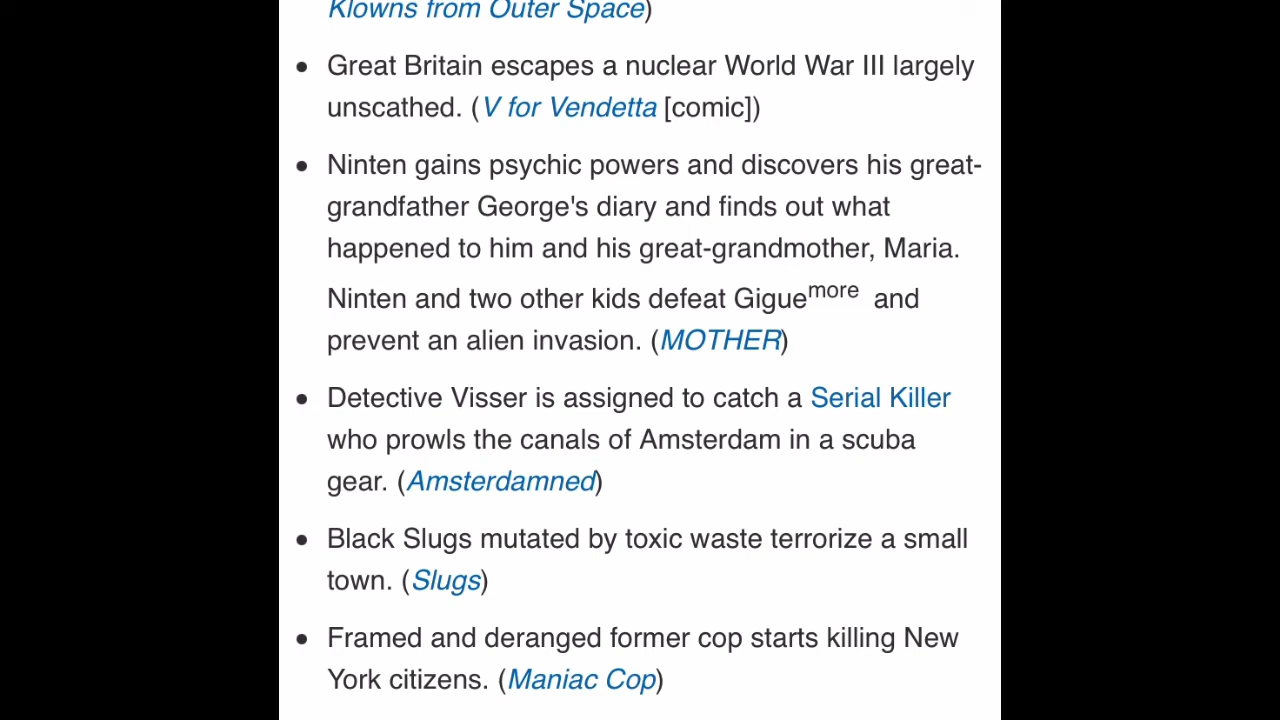 Klowns from Outer Space)
• Great Britain escapes a nuclear World War III largely
unscathed. (V for Vendetta [comic])
• Ninten gains psychic powers and discovers his great-
grandfather George's diary and finds out what
happened to him and his great-grandmother, Maria.
Ninten and two other kids defeat Giguemore and
prevent an alien invasion. (MOTHER)
• Detective Visser is assigned to catch a Serial Killer
who prowls the canals of Amsterdam in a scuba
gear. (Amsterdamned)
• Black Slugs mutated by toxic waste terrorize a small
town. (Slugs)
• Framed and deranged former cop starts killing New
York citizens. (Maniac Cop)